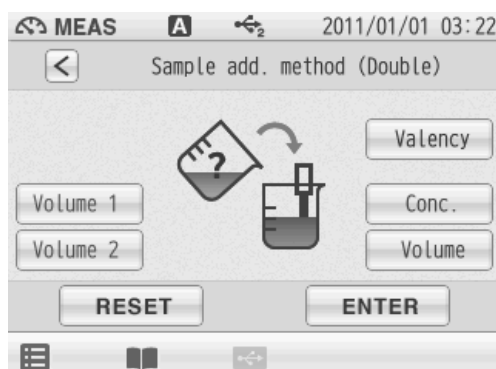 MEAS A 2 2011/01/01 03:22
Sample add. method (Double)
?
Valency
Volume 1 Conc.
Volume 2 Volume
RESET ENTER